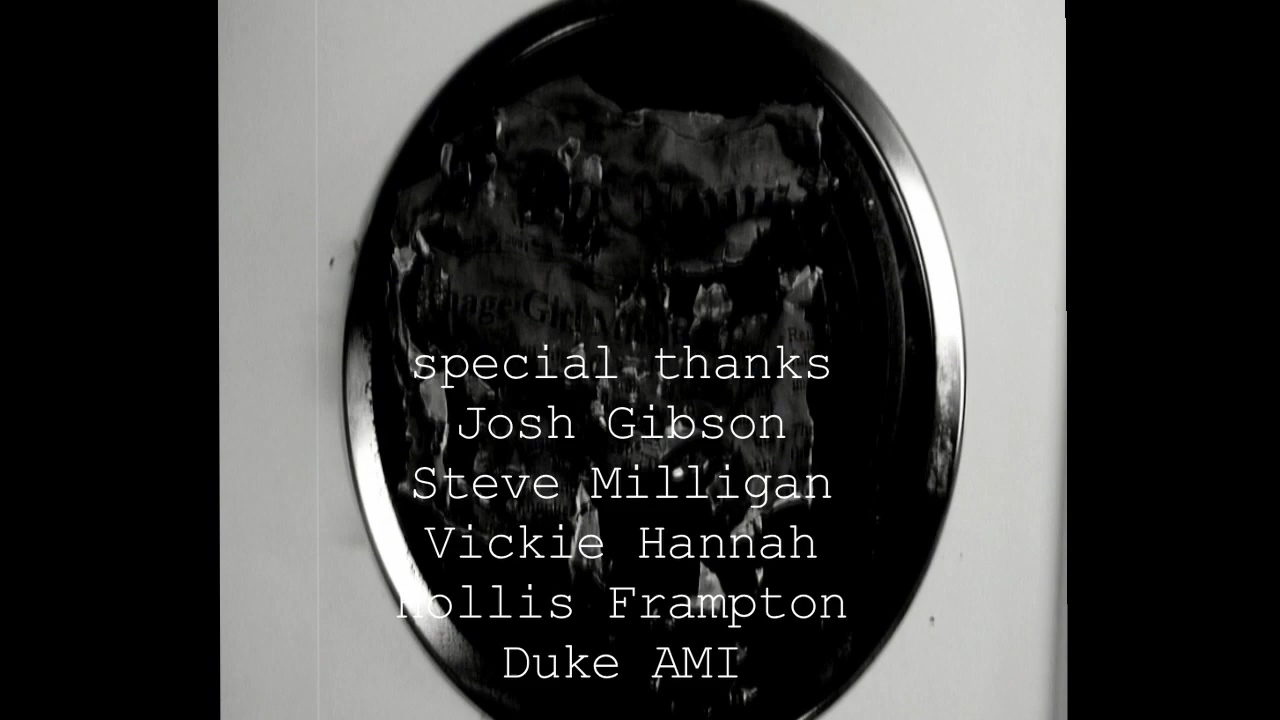 special thanks
Josh Gibson
Steve Milligan
Vickie Hannah
Hollis Frampton
Duke AMI